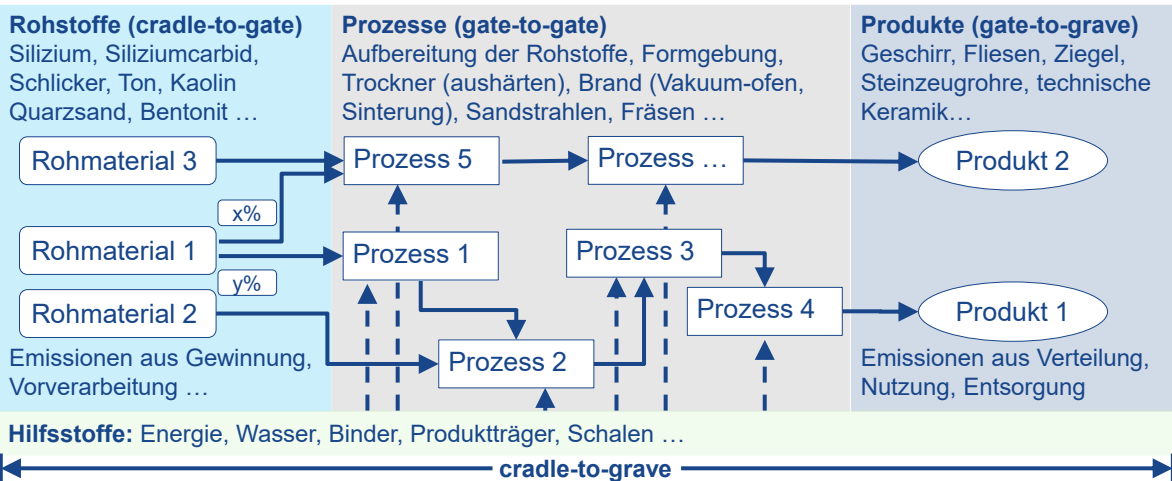 Rohstoffe (cradle-to-gate)
Silizium, Siliziumcarbid,
Schlicker, Ton, Kaolin
Quarzsand, Bentonit …
Prozesse (gate-to-gate)
Aufbereitung der Rohstoffe, Formgebung,
Trockner (aushärten), Brand (Vakuum-ofen,
Sinterung), Sandstrahlen, Fräsen …
Produkte (gate-to-grave)
Geschirr, Fliesen, Ziegel,
Steinzeugrohre, technische
Keramik…
Rohmaterial 3
Prozess 5
Prozess …
Produkt 2
x%
Rohmaterial 1
Prozess 1
Prozess 3
y%
Rohmaterial 2
Prozess 4
Produkt 1
Prozess 2
Emissionen aus Gewinnung,
Vorverarbeitung …
Emissionen aus Verteilung,
Nutzung, Entsorgung
Hilfsstoffe: Energie, Wasser, Binder, Produktträger, Schalen …
cradle-to-grave